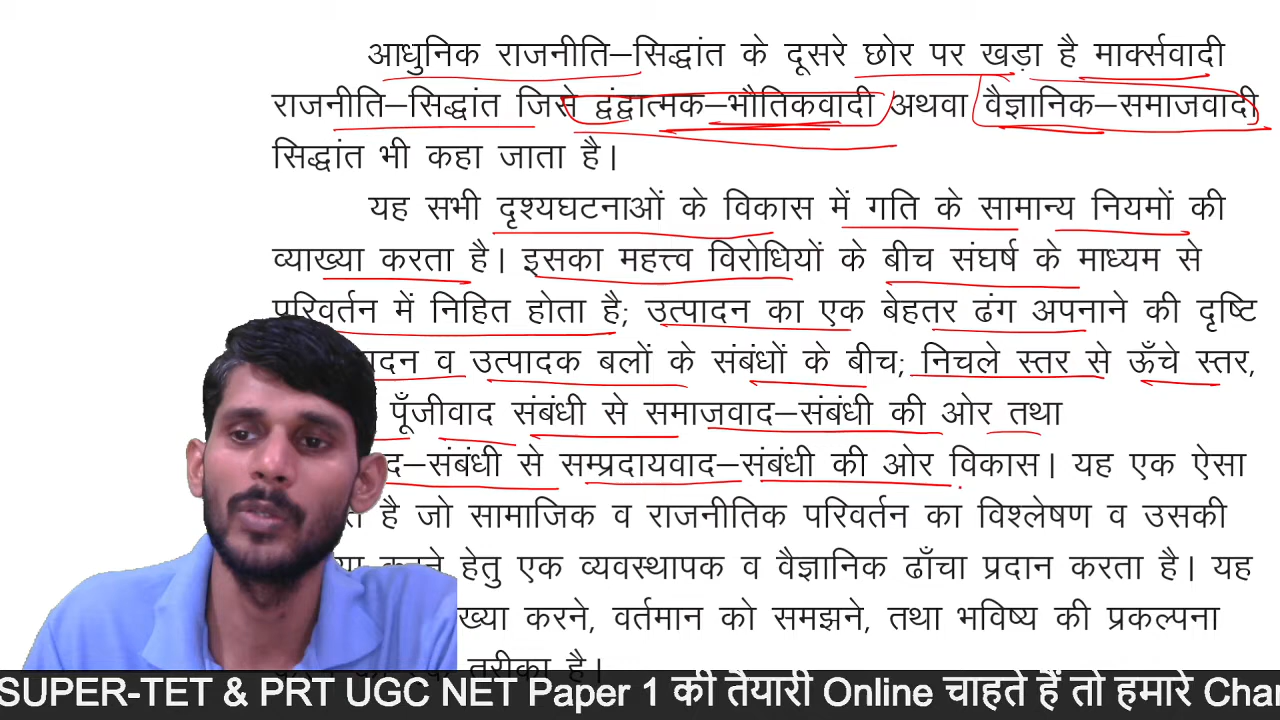 आधुनिक राजनीति–सिद्धांत के दूसरे छोर पर खड़ा है मार्क्सवादी
राजनीति–सिद्धांत जिसे द्वंद्वात्मक–भौतिकवादी अथवा वैज्ञानिक–समाजवादी
सिद्धांत भी कहा जाता है।
यह सभी दृश्यघटनाओं के विकास में गति के सामान्य नियमों की
व्याख्या करता है। इसका महत्त्व विरोधियों के बीच संघर्ष के माध्यम से
परिवर्तन में निहित होता है; उत्पादन का एक बेहतर ढंग अपनाने की दृष्टि
व उत्पादक बलों के संबंधों के बीच; निचले स्तर से ऊँचे स्तर,
पूँजीवाद संबंधी से समाजवाद–संबंधी की ओर तथा
–संबंधी से सम्प्रदायवाद–संबंधी की ओर विकास। यह एक ऐसा
है जो सामाजिक व राजनीतिक परिवर्तन का विश्लेषण व उसकी
करने हेतु एक व्यवस्थापक व वैज्ञानिक ढाँचा प्रदान करता है। यह
करने, वर्तमान को समझने, तथा भविष्य की प्रकल्पना
तरीका है।
SUPER-TET & PRT UGC NET Paper 1 की तैयारी Online चाहते हैं तो हमारे